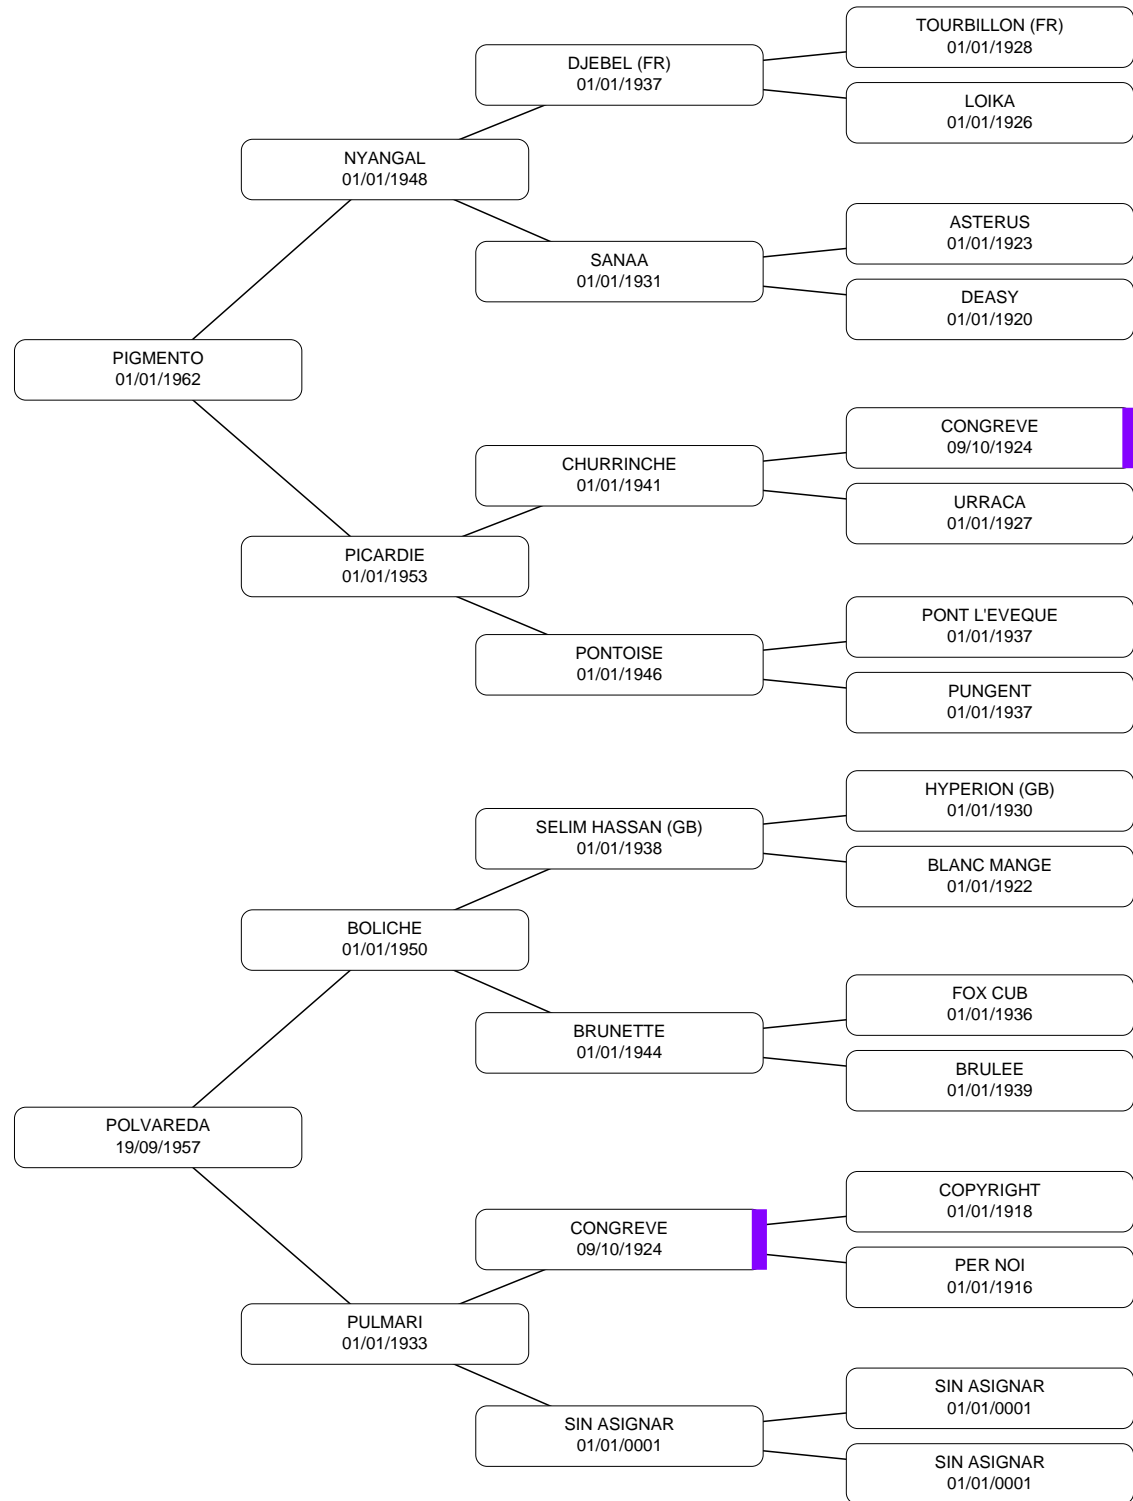 TOURBILLON (FR)
01/01/1928
DJEBEL (FR)
01/01/1937
LOIKA
01/01/1926
NYANGAL
01/01/1948
ASTERUS
01/01/1923
SANAA
01/01/1931
DEASY
01/01/1920
PIGMENTO
01/01/1962
CONGREVE
09/10/1924
CHURRINCHE
01/01/1941
URRACA
01/01/1927
PICARDIE
01/01/1953
PONT L'EVEQUE
01/01/1937
PONTOISE
01/01/1946
PUNGENT
01/01/1937
HYPERION (GB)
01/01/1930
SELIM HASSAN (GB)
01/01/1938
BLANC MANGE
01/01/1922
BOLICHE
01/01/1950
FOX CUB
01/01/1936
BRUNETTE
01/01/1944
BRULEE
01/01/1939
POLVAREDA
19/09/1957
COPYRIGHT
01/01/1918
CONGREVE
09/10/1924
PER NOI
01/01/1916
PULMARI
01/01/1933
SIN ASIGNAR
01/01/0001
SIN ASIGNAR
01/01/0001
SIN ASIGNAR
01/01/0001